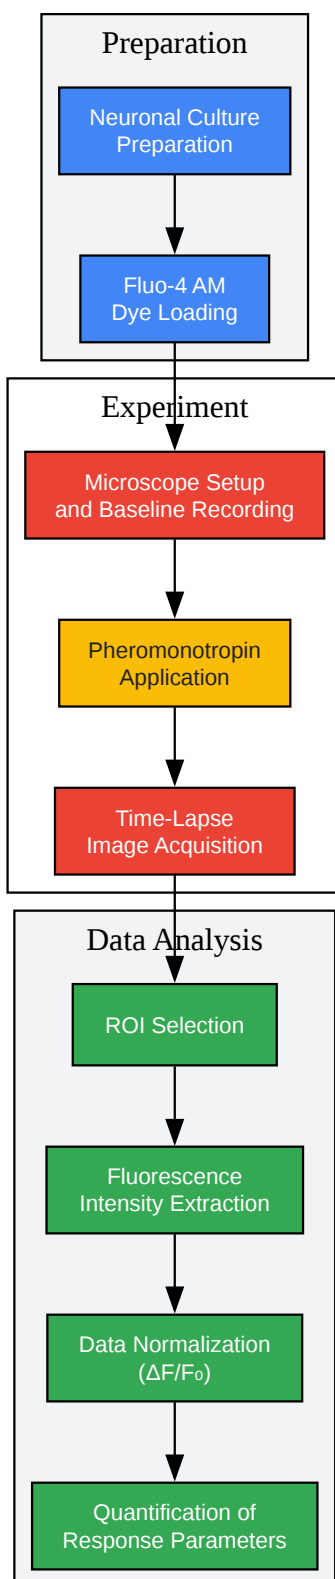 Preparation
Neuronal Culture
Preparation
Fluo-4 AM
Dye Loading
Experiment
Microscope Setup
and Baseline Recording
Pheromonotropin
Application
Time-Lapse
Image Acquisition
Data Analysis
ROI Selection
Fluorescence
Intensity Extraction
Data Normalization
(ΔF/F₀)
Quantification of
Response Parameters